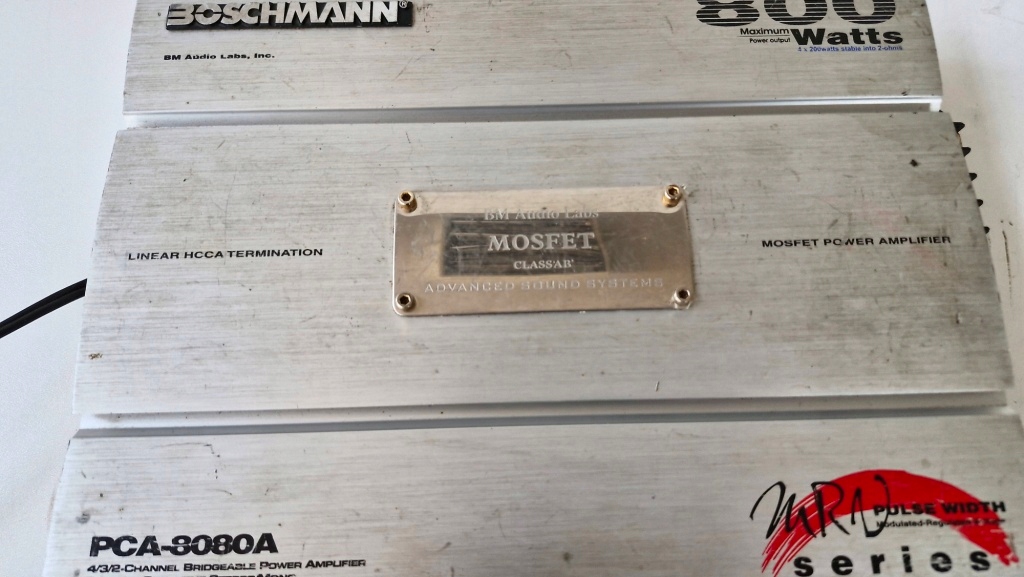 BOSCHMANN®
BM Audio Labs, Inc.
800
Maximum
Power output
Watts
4 x 200watts stable into 2-ohms
LINEAR HCCA TERMINATION
BM Audio Labs
MOSFET
CLASS'AB'
ADVANCED SOUND SYSTEMS
MOSFET POWER AMPLIFIER
PCA-8080A
4/3/2-CHANNEL BRIDGEABLE POWER AMPLIFIER
MRN
PULSE WIDTH
series